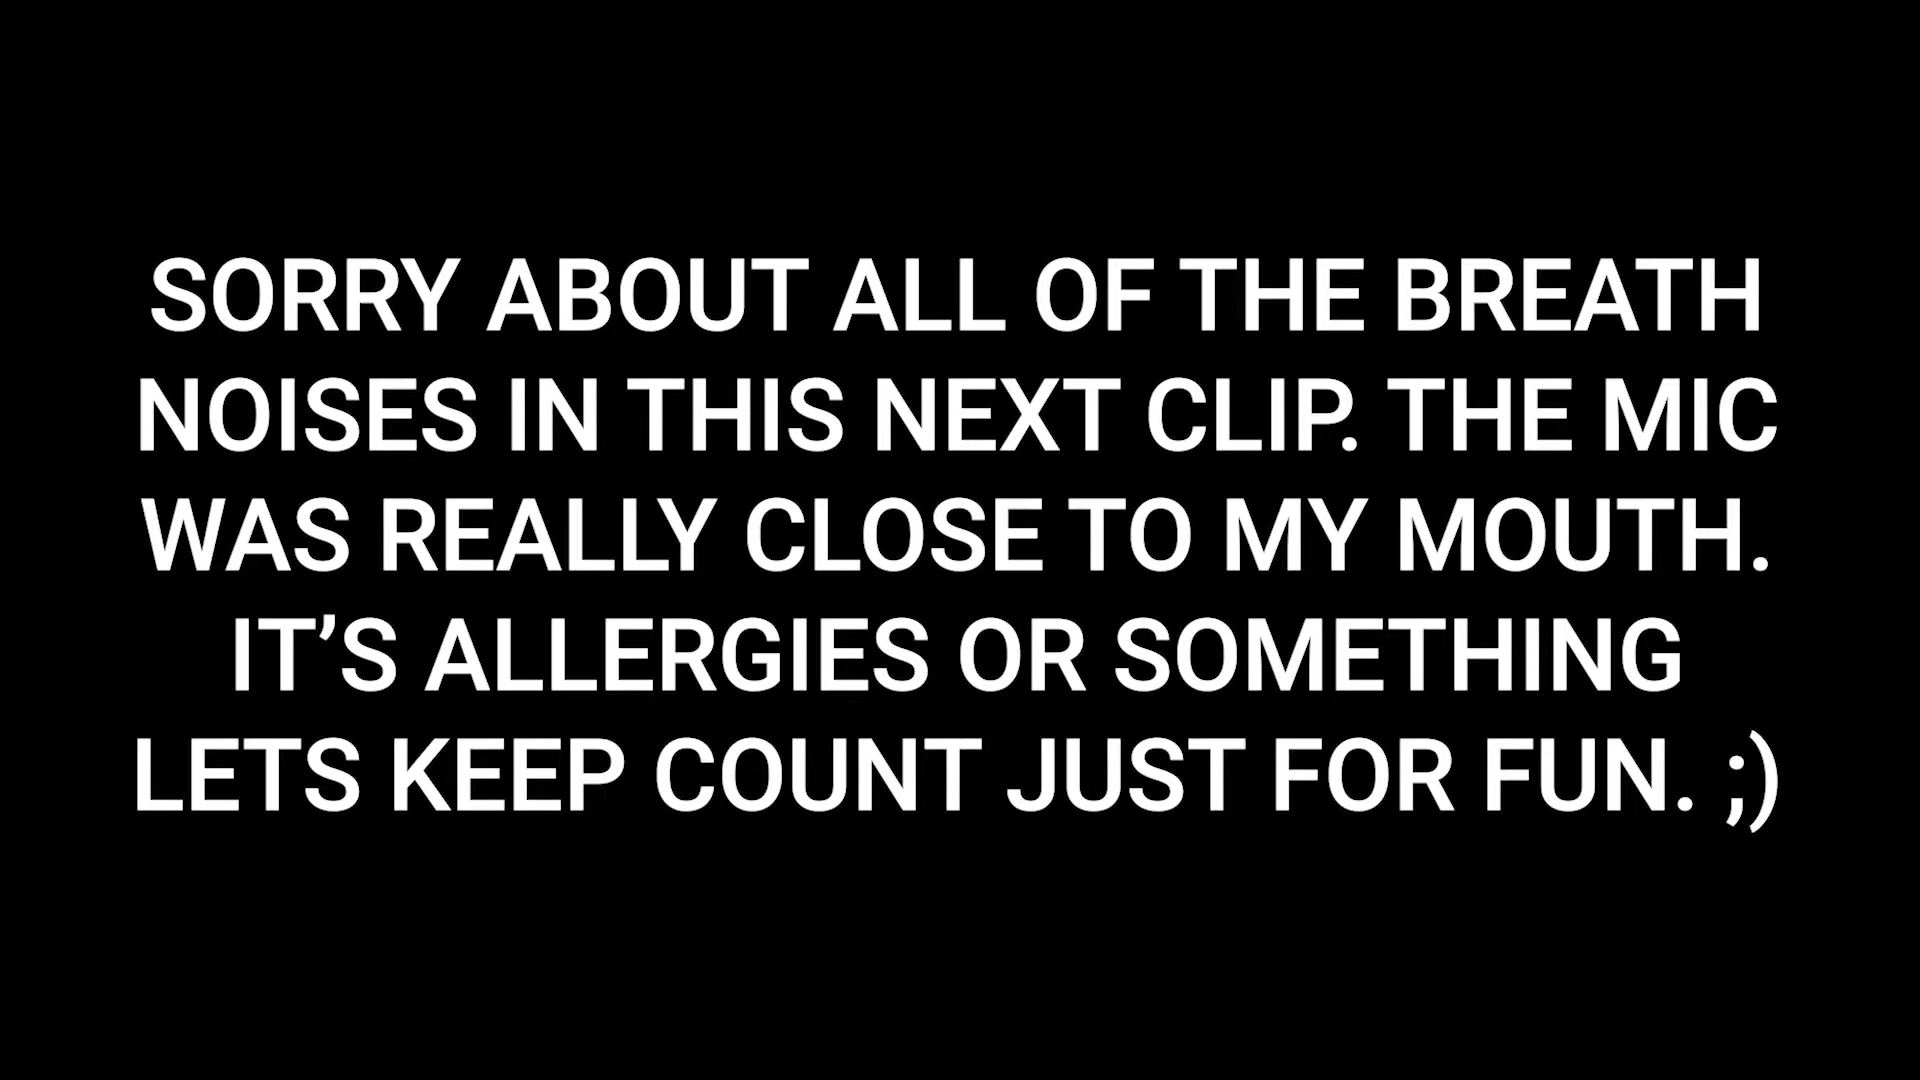 SORRY ABOUT ALL OF THE BREATH
NOISES IN THIS NEXT CLIP. THE MIC
WAS REALLY CLOSE TO MY MOUTH.
IT’S ALLERGIES OR SOMETHING
LETS KEEP COUNT JUST FOR FUN. ;)